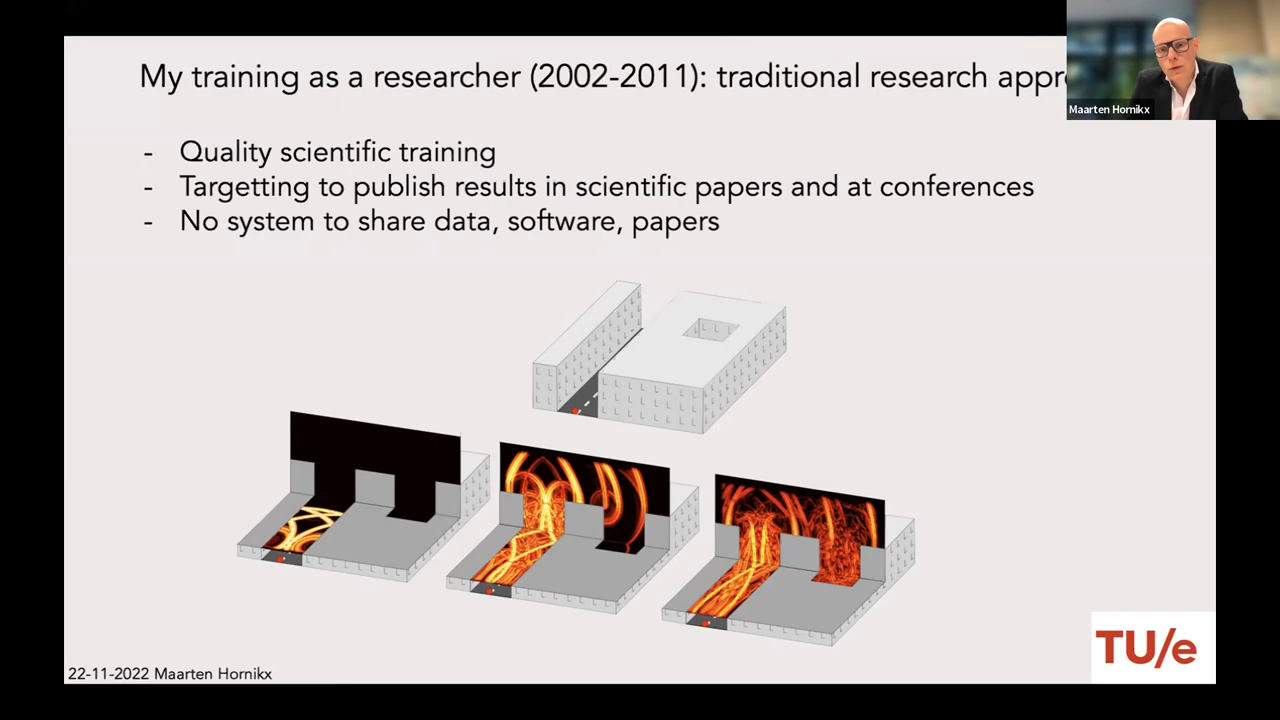 My training as a researcher (2002-2011): traditional research appr
Maarten Hornikx
- Quality scientific training
- Targetting to publish results in scientific papers and at conferences
- No system to share data, software, papers
TU/e
22-11-2022 Maarten Hornikx